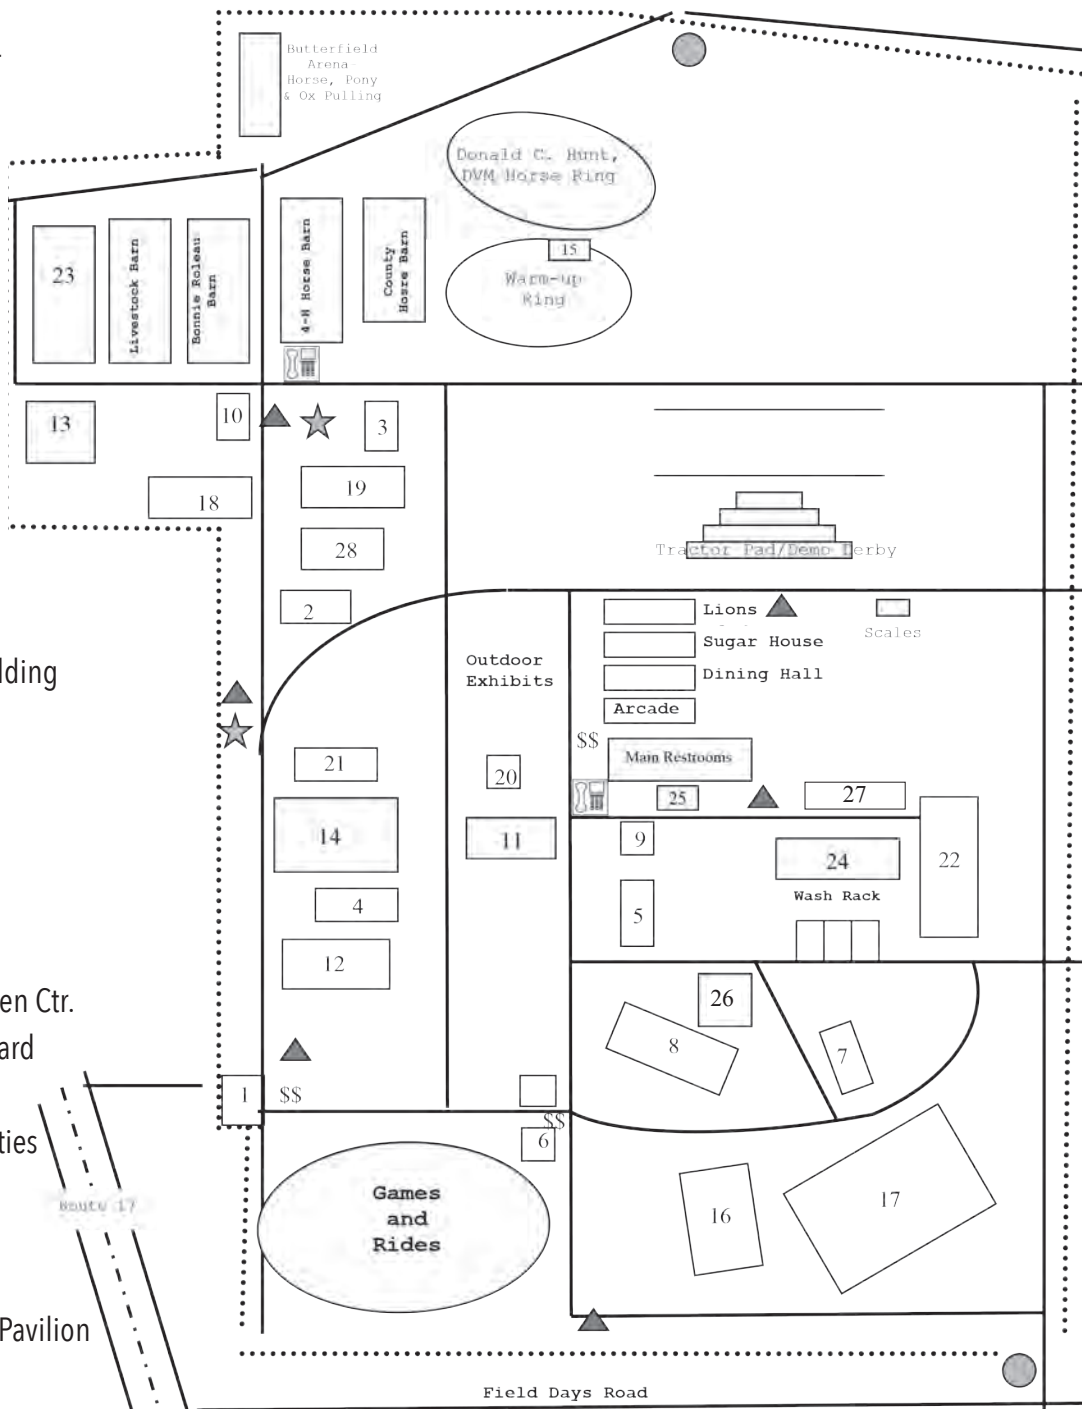 Butterfield
Arena-
Horse, Pony
& Ox Pulling
Donald C. Hunt,
DVM Horse Ring
15
Warm-up
Ring
23
Livestock Barn
Bonnie Roleau
Barn
4-H Horse Barn
County
Hosre Barn
13
10
3
18
19
28
2
Tractor Pad/Demo Derby
Lions
Scales
Sugar House
Dining Hall
Arcade
Outdoor
Exhibits
lding
$$
Main Restrooms
21
20
25
27
14
11
9
24
22
4
5
Wash Rack
12
26
8
7
en Ctr.
ard
1
$$
$$
6
ties
Route 17
Games
and
Rides
16
17
Pavilion
Field Days Road